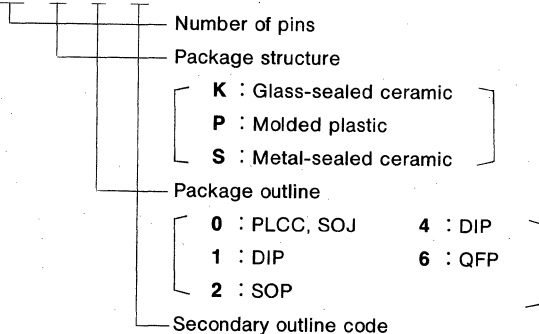 Number of pins
Package structure
K : Glass-sealed ceramic
P : Molded plastic
S : Metal-sealed ceramic
Package outline
0 : PLCC, SOJ 4 : DIP
1 : DIP 6 : QFP
2 : SOP
Secondary outline code